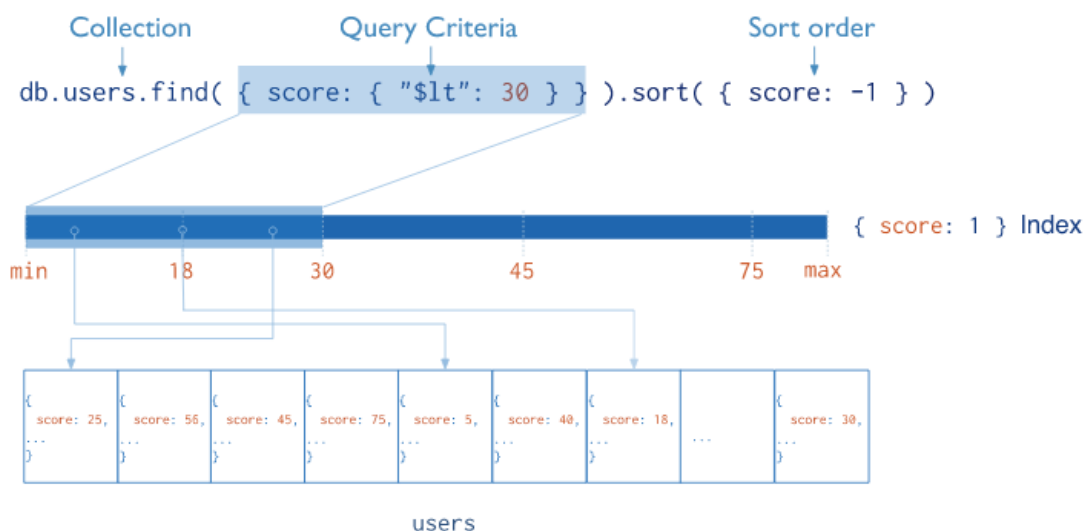 Collection Query Criteria Sort order
db.users.find( { score: { "$lt": 30 } } ).sort( { score: -1 } )
{ score: 1 } Index
min 18 30 45 75 max
{ { { { { { { {
score: 25, score: 56, score: 45, score: 75, score: 5, score: 40, score: 18, score: 30,
... ... ... ... ... ... ... ... ...
} } } } } } } }
users